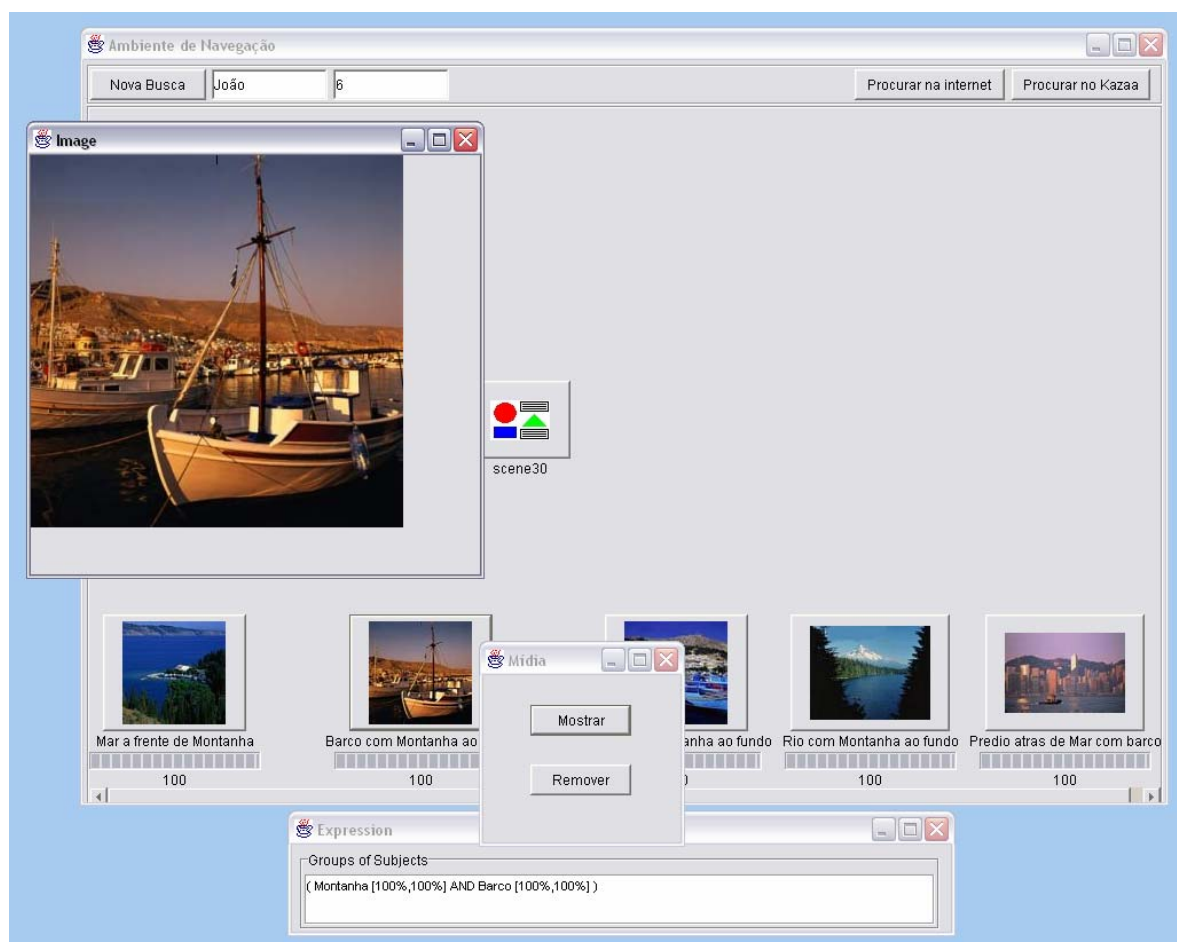 Ambiente de Navegação
Nova Busca João 6 Procurar na internet Procurar no Kazaa
Image
scene30
Mídia
Mostrar
Remover
Mar a frente de Montanha Barco com Montanha ao anha ao fundo Rio com Montanha ao fundo Predio atras de Mar com barco
100 100 100 100
Expression
Groups of Subjects
( Montanha [100%,100%] AND Barco [100%,100%] )